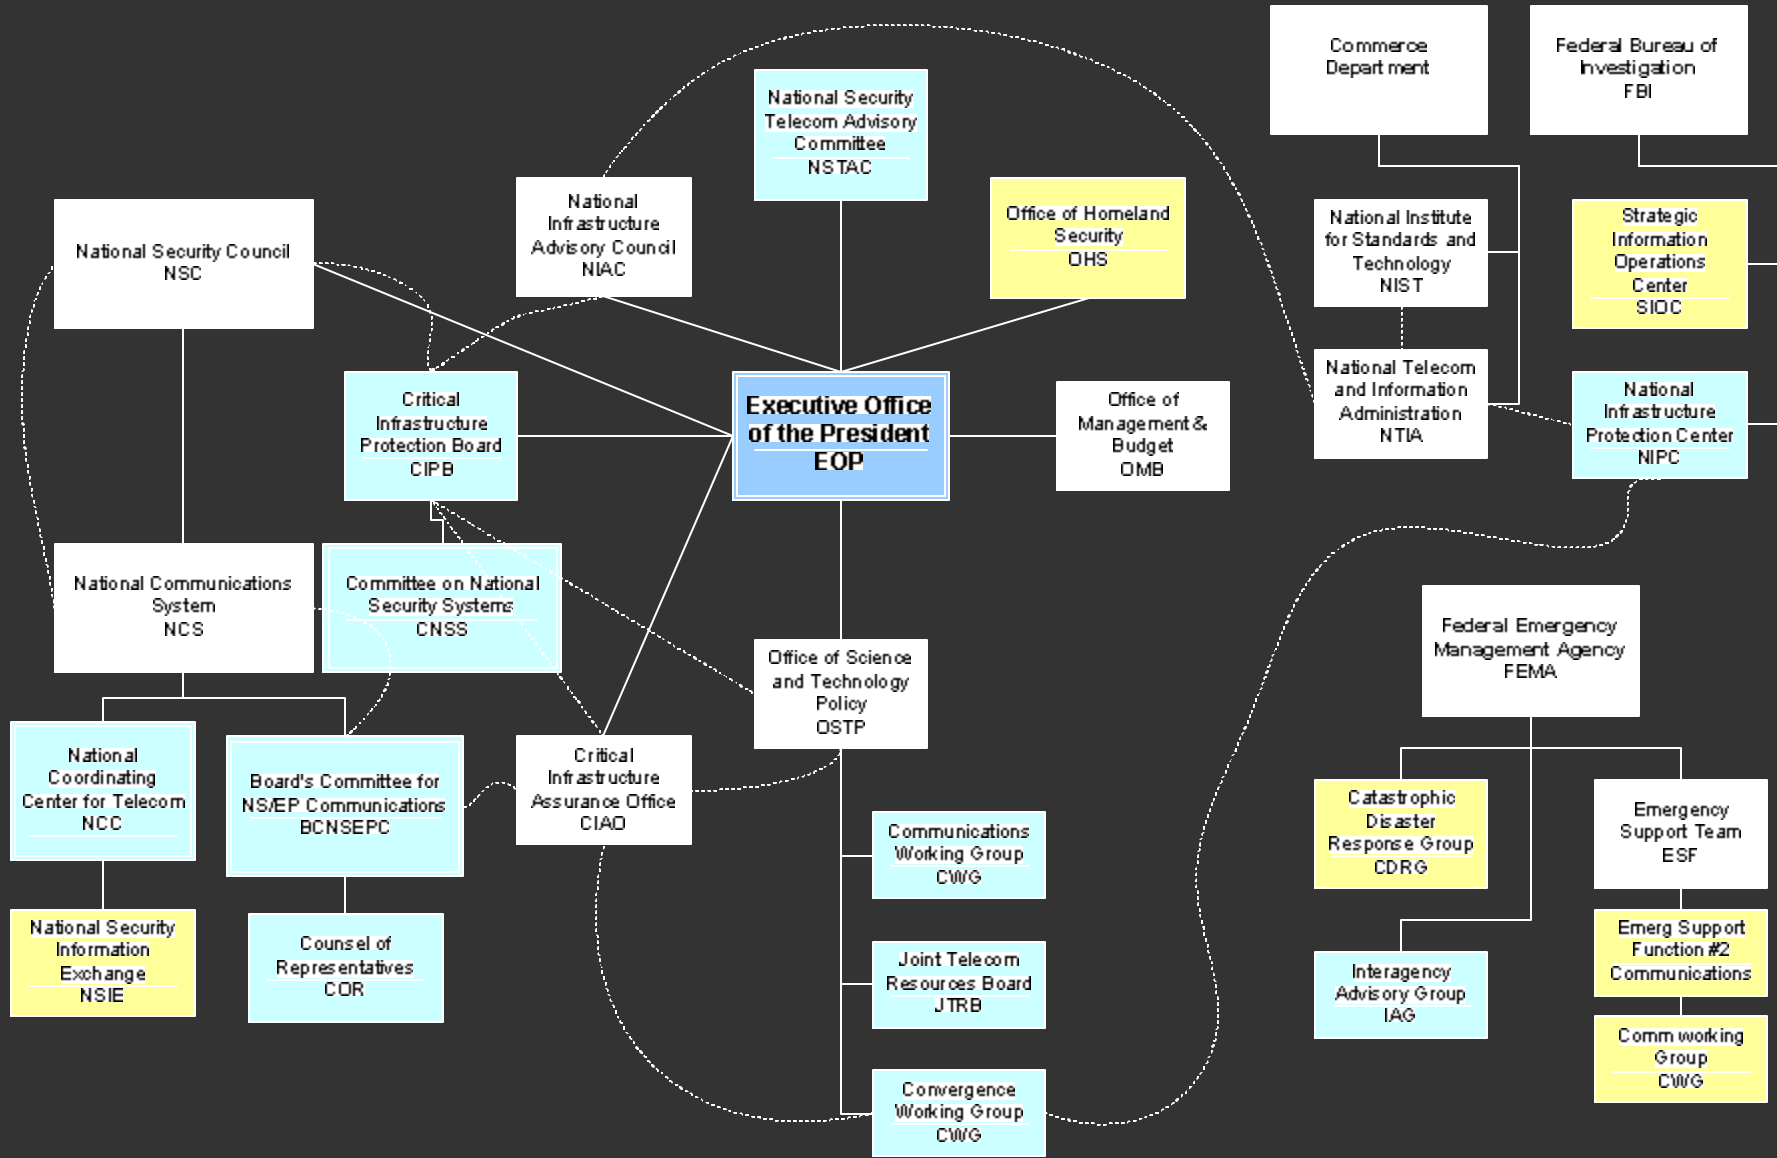 Commerce
Department
Federal Bureau of
Investigation
FBI
National Security
Telecom Advisory
Committee
NSTAC
National
Infrastructure
Advisory Council
NIAC
Office of Homeland
Security
OHS
National Security Council
NSC
National Institute
for Standards and
Technology
NIST
Strategic
Information
Operations
Center
SIOC
Critical
Infrastructure
Protection Board
CIPB
Executive Office
of the President
EOP
Office of
Management &
Budget
OMB
National Telecom
and Information
Administration
NTIA
National
Infrastructure
Protection Center
NIPC
National Communications
System
NCS
Committee on National
Security Systems
CNSS
Office of Science
and Technology
Policy
OSTP
Federal Emergency
Management Agency
FEMA
National
Coordinating
Center for Telecom
NCC
Board's Committee for
NS/EP Communications
BCNSEPC
Critical
Infrastructure
Assurance Office
CIAO
Communications
Working Group
CWG
Catastrophic
Disaster
Response Group
CDRG
Emergency
Support Team
ESF
National Security
Information
Exchange
NSIE
Counsel of
Representatives
COR
Joint Telecom
Resources Board
JTRB
Interagency
Advisory Group
IAG
Emerg Support
Function #2
Communications
Comm working
Group
CWG
Convergence
Working Group
CWG